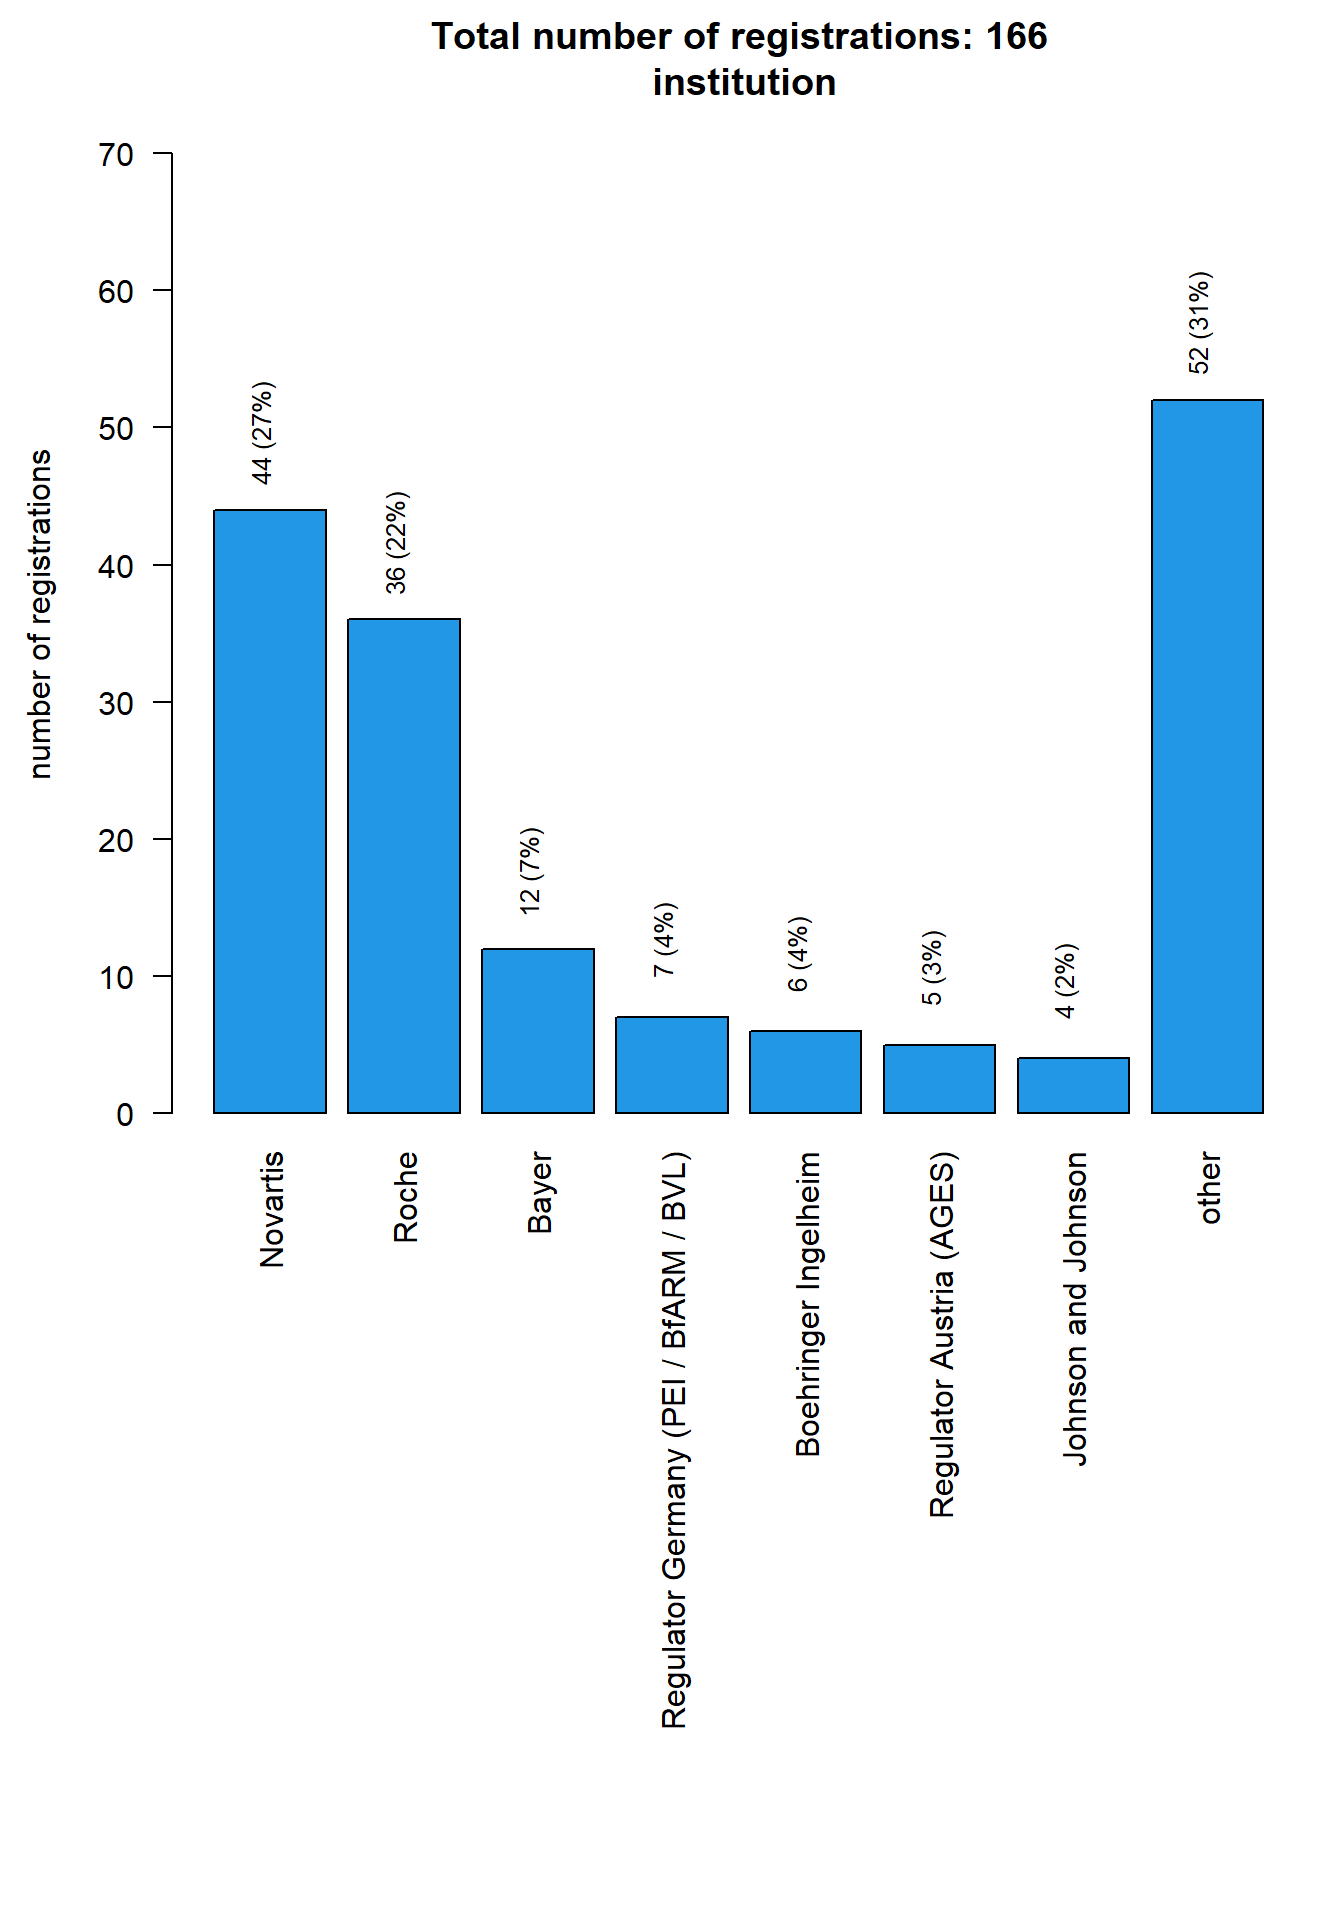 Total number of registrations: 166
institution
number of registrations
70
60
50
40
30
20
10
0
44 (27%)
36 (22%)
12 (7%)
7 (4%)
6 (4%)
5 (3%)
4 (2%)
52 (31%)
Novartis
Roche
Bayer
Regulator Germany (PEI / BfARM / BVL)
Boehringer Ingelheim
Regulator Austria (AGES)
Johnson and Johnson
other